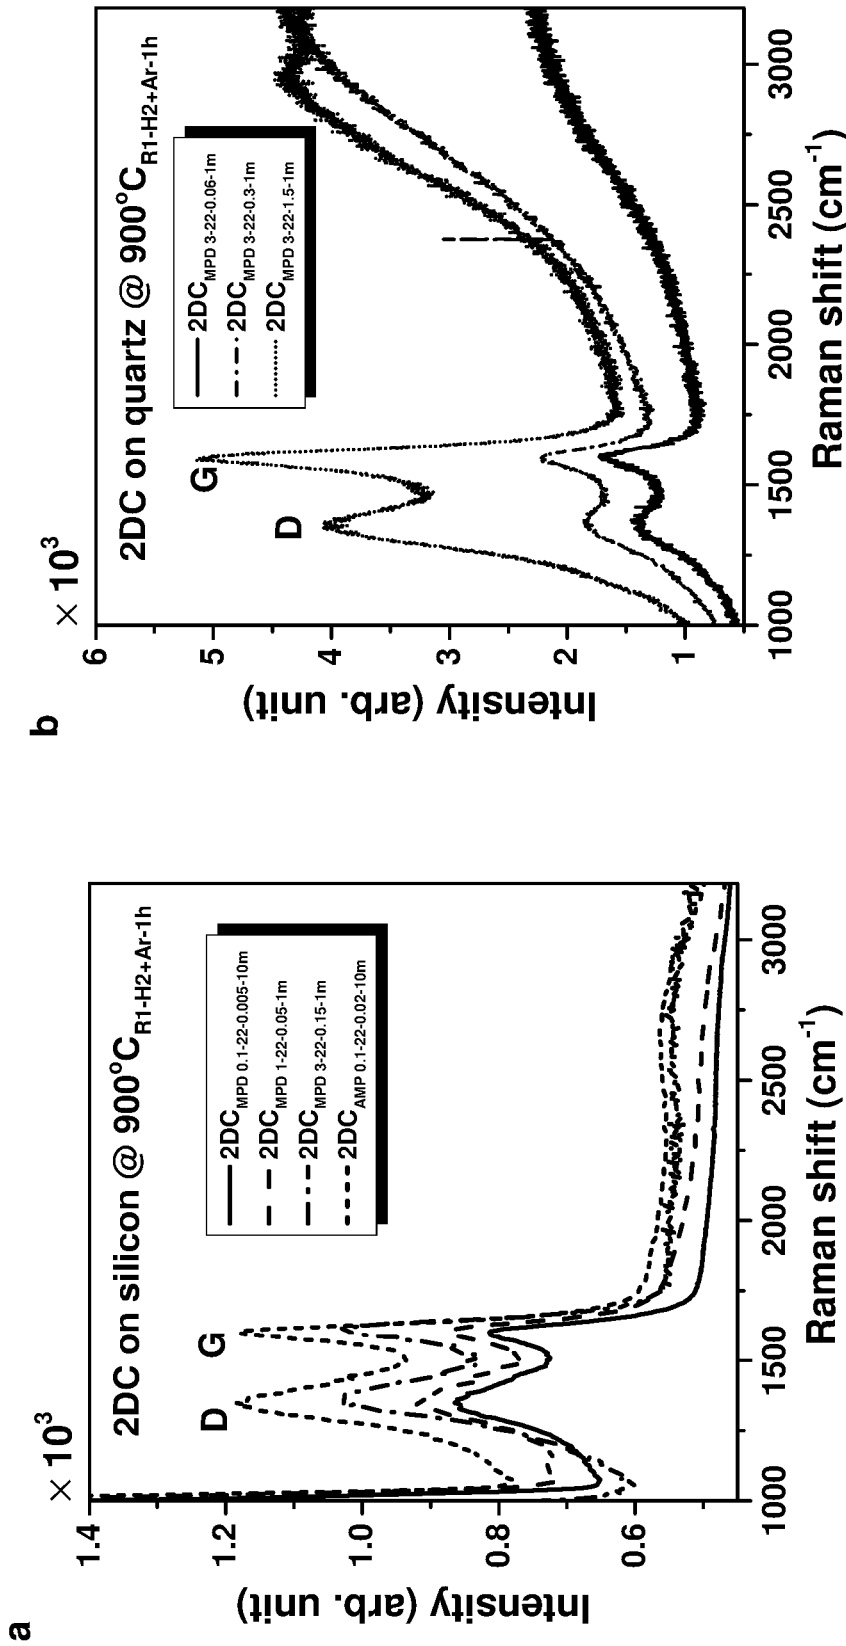 a
× 10³
2DC on silicon @ 900°C R1-H2+Ar-1h
2DC MPD 0.1-22-0.005-10m
2DC MPD 1-22-0.05-1m
2DC MPD 3-22-0.15-1m
2DC AMP 0.1-22-0.02-10m
D
G
1.4
1.2
1.0
0.8
0.6
Intensity (arb. unit)
1000
1500
2000
2500
3000
Raman shift (cm⁻¹)
b
× 10³
2DC on quartz @ 900°C R1-H2+Ar-1h
2DC MPD 3-22-0.06-1m
2DC MPD 3-22-0.3-1m
2DC MPD 3-22-1.5-1m
D
G
6
5
4
3
2
1
Intensity (arb. unit)
1000
1500
2000
2500
3000
Raman shift (cm⁻¹)